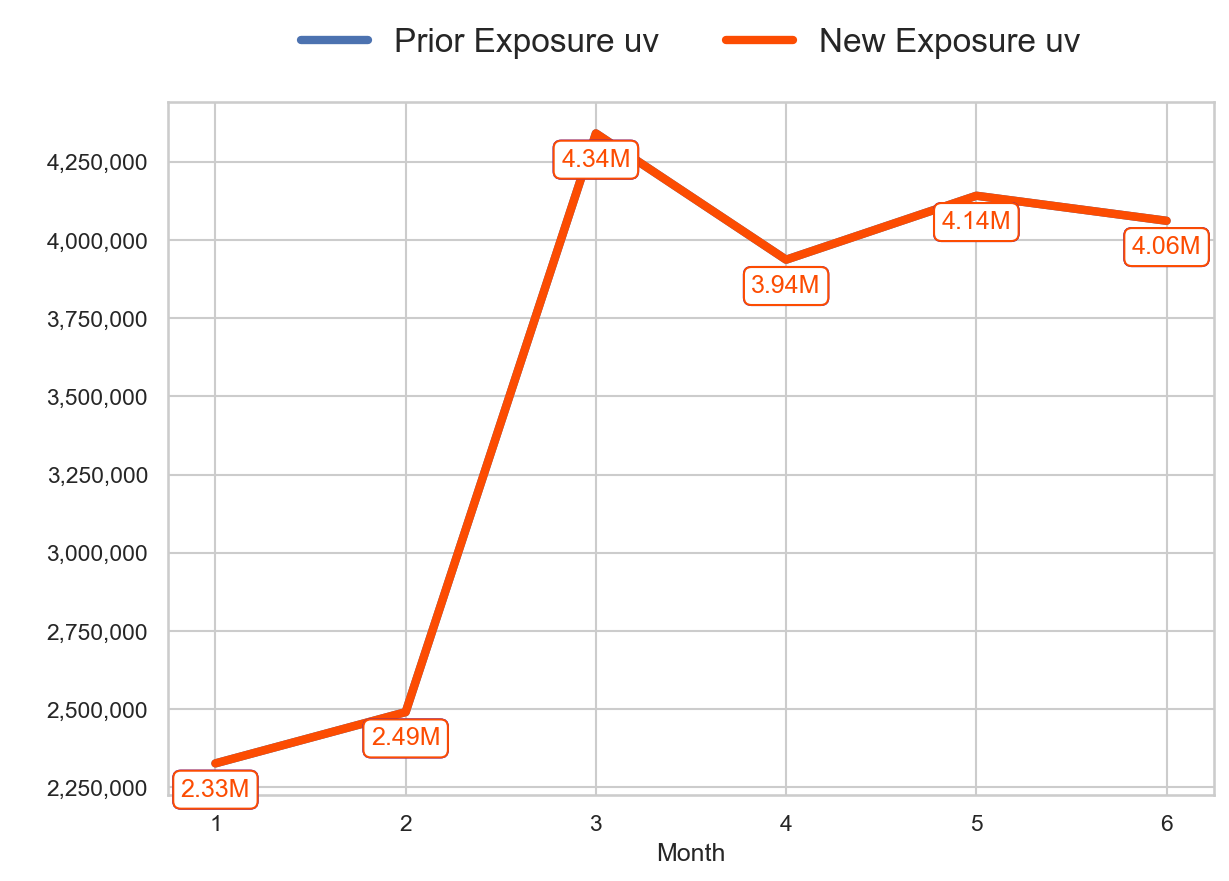 Prior Exposure uv New Exposure uv
4,250,000
4,000,000
3,750,000
3,500,000
3,250,000
3,000,000
2,750,000
2,500,000
2,250,000
2.33M
2.49M
4.34M
3.94M
4.14M
4.06M
1 2 3 4 5 6
Month